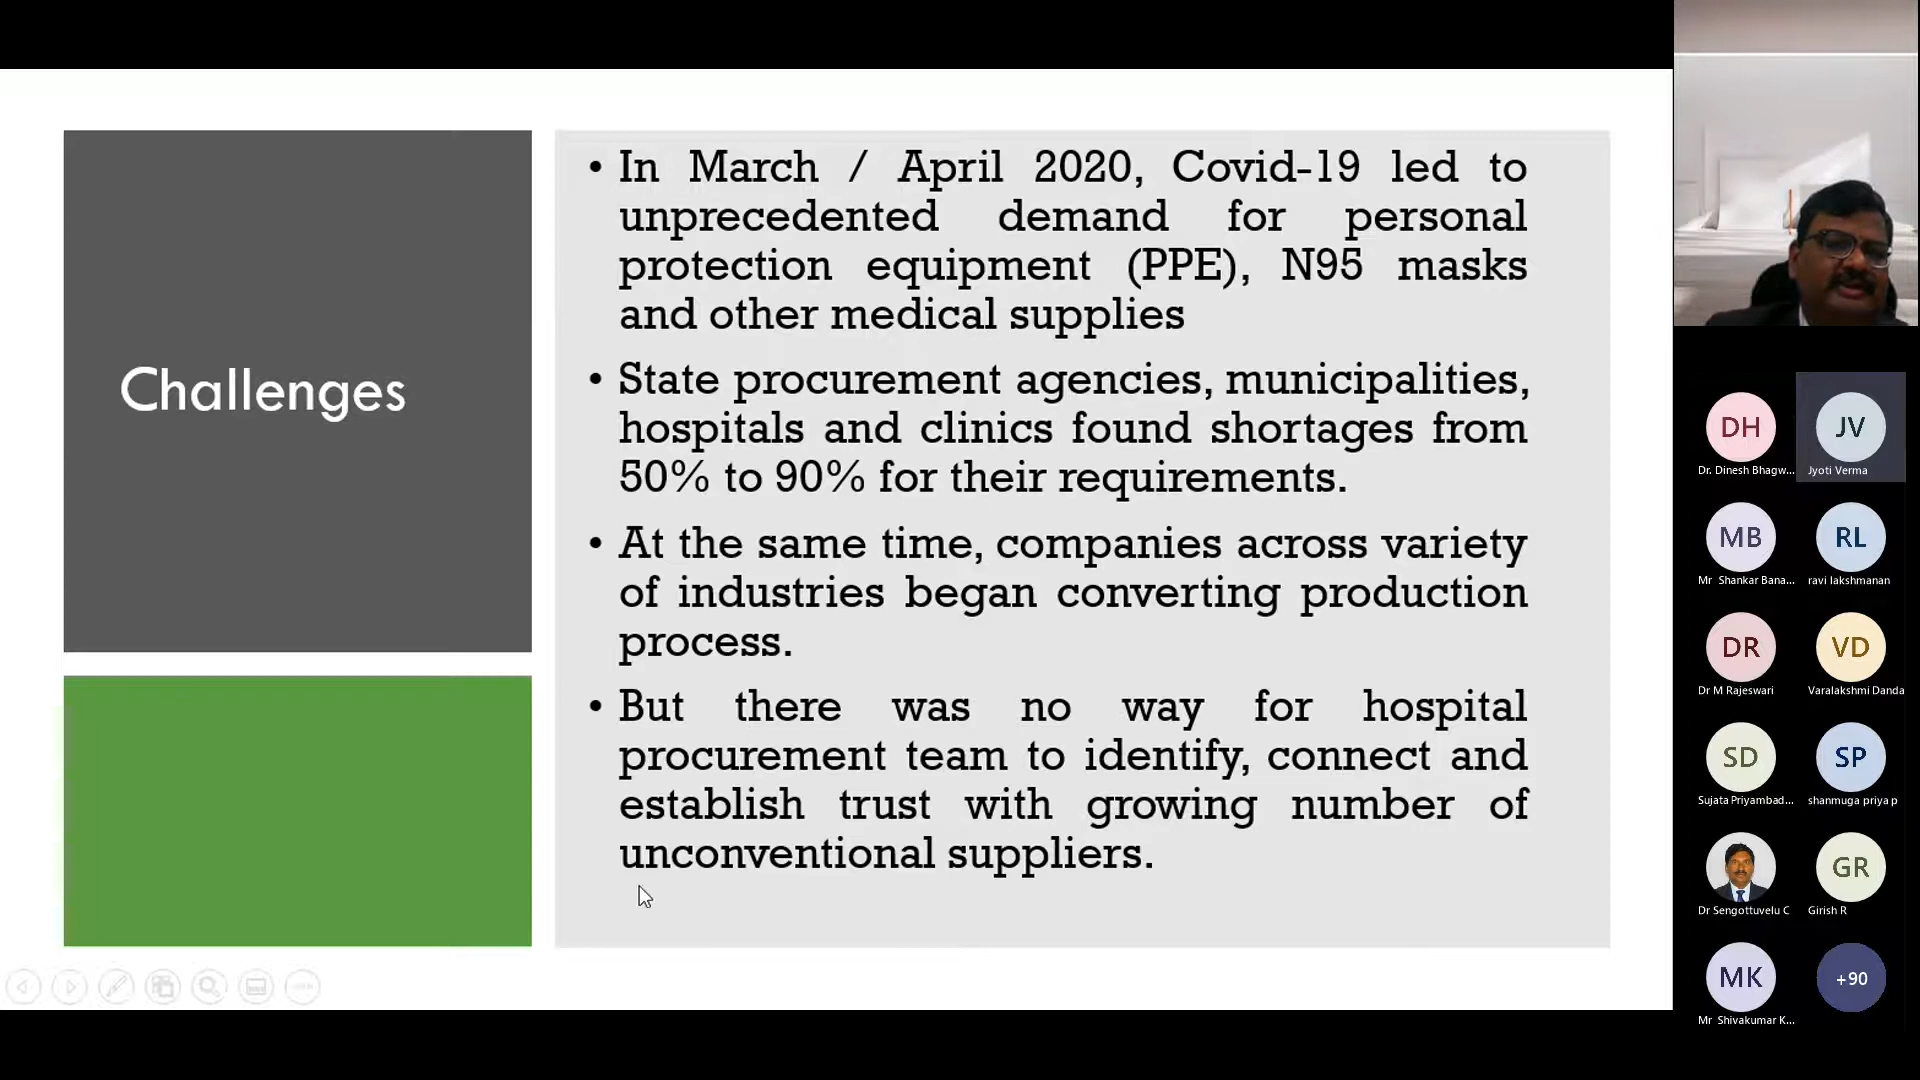 Challenges
• In March / April 2020, Covid-19 led to
unprecedented demand for personal
protection equipment (PPE), N95 masks
and other medical supplies
• State procurement agencies, municipalities,
hospitals and clinics found shortages from
50% to 90% for their requirements.
• At the same time, companies across variety
of industries began converting production
process.
• But there was no way for hospital
procurement team to identify, connect and
establish trust with growing number of
unconventional suppliers.
DH
Dr. Dinesh Bhagw...
JV
Jyoti Verma
MB
Mr Shankar Bana...
RL
ravi lakshmanan
DR
Dr M Rajeswari
VD
Varalakshmi Danda
SD
Sujata Priyambad...
SP
shanmuga priya p
Dr Sengottuvelu C
GR
Girish R
MK
Mr Shivakumar K...
+90